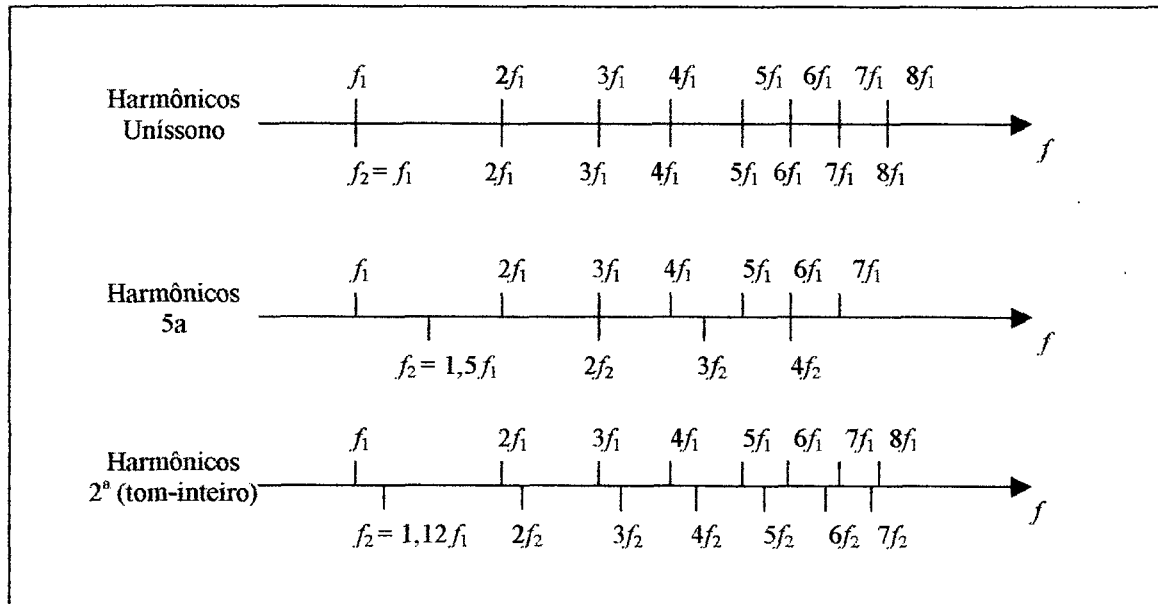 f₁ 2f₁ 3f₁ 4f₁ 5f₁ 6f₁ 7f₁ 8f₁
Harmônicos
Uníssono
f
f₂ = f₁ 2f₁ 3f₁ 4f₁ 5f₁ 6f₁ 7f₁ 8f₁
f₁ 2f₁ 3f₁ 4f₁ 5f₁ 6f₁ 7f₁
Harmônicos
5a
f
f₂ = 1,5 f₁ 2f₂ 3f₂ 4f₂
f₁ 2f₁ 3f₁ 4f₁ 5f₁ 6f₁ 7f₁ 8f₁
Harmônicos
2ª (tom-inteiro)
f
f₂ = 1,12 f₁ 2f₂ 3f₂ 4f₂ 5f₂ 6f₂ 7f₂